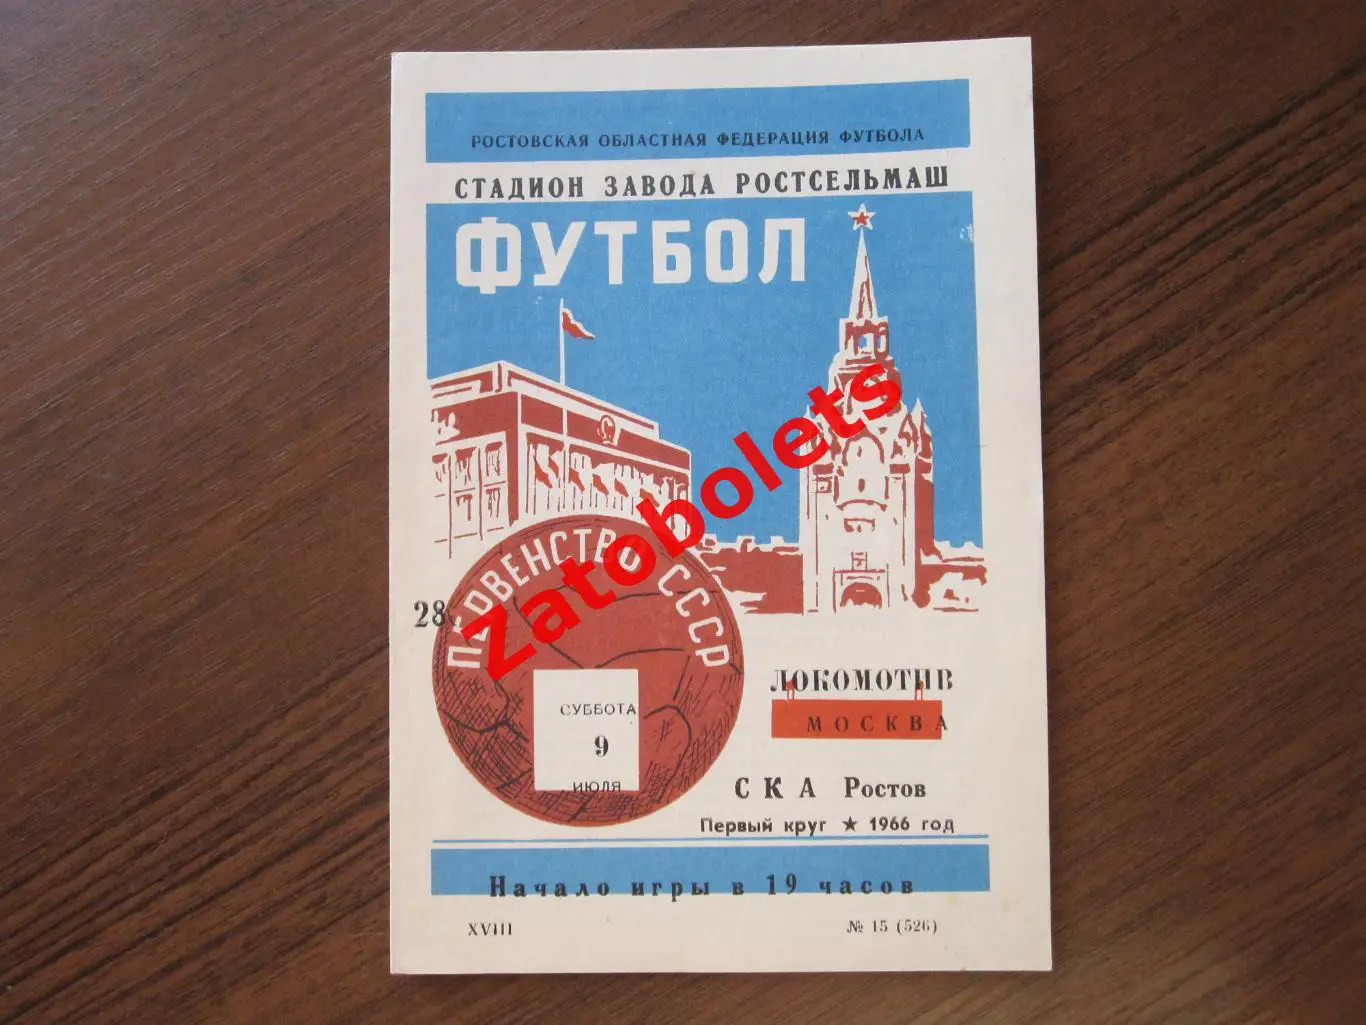 РОСТОВСКАЯ ОБЛАСТНАЯ ФЕДЕРАЦИЯ ФУТБОЛА
СТАДИОН ЗАВОДА РОСТСЕЛЬМАШ
ФУТБОЛ
ПЕРВЕНСТВО СССР
28
СУББОТА
9
ИЮЛЯ
ЛОКОМОТИВ
МОСКВА
СКА Ростов
Первый круг ★ 1966 год
Начало игры в 19 часов
XVIII
№ 15 (526)
Zatobolets